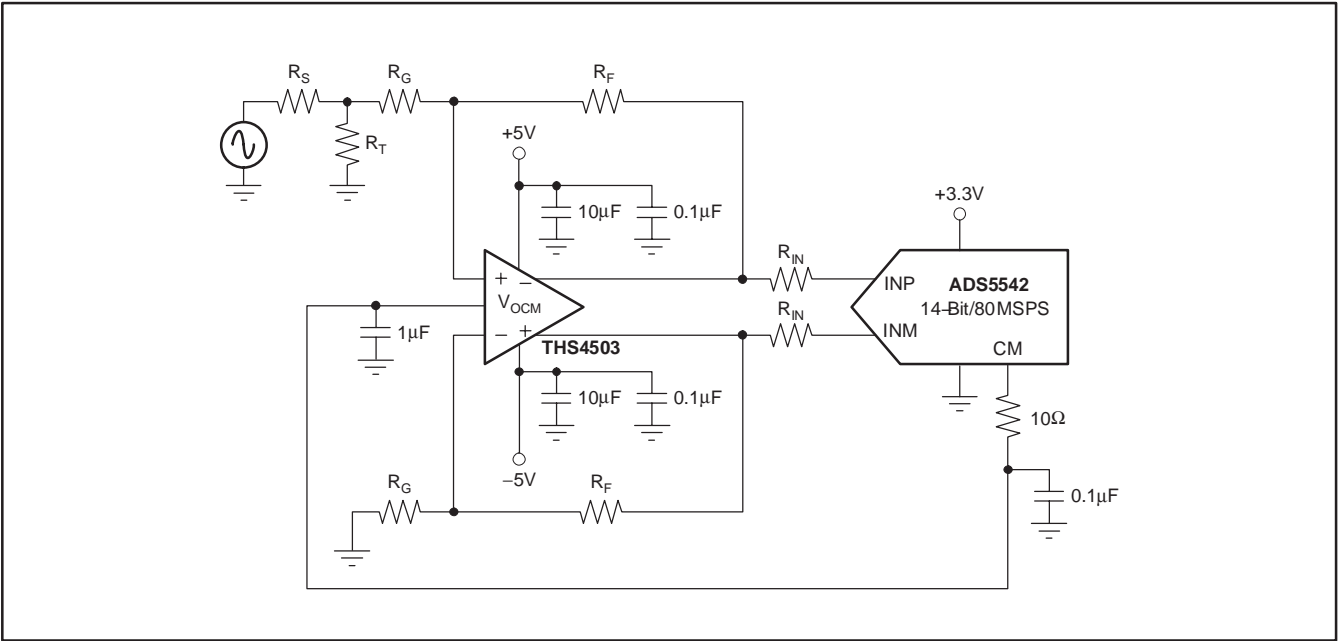 R_S
R_G
R_F
R_T
+5V
10μF
0.1μF
+3.3V
R_IN
+ −
V_OCM
INP
ADS5542
14−Bit/80MSPS
1μF
R_IN
INM
− +
THS4503
CM
10μF
0.1μF
10Ω
−5V
R_G
R_F
0.1μF